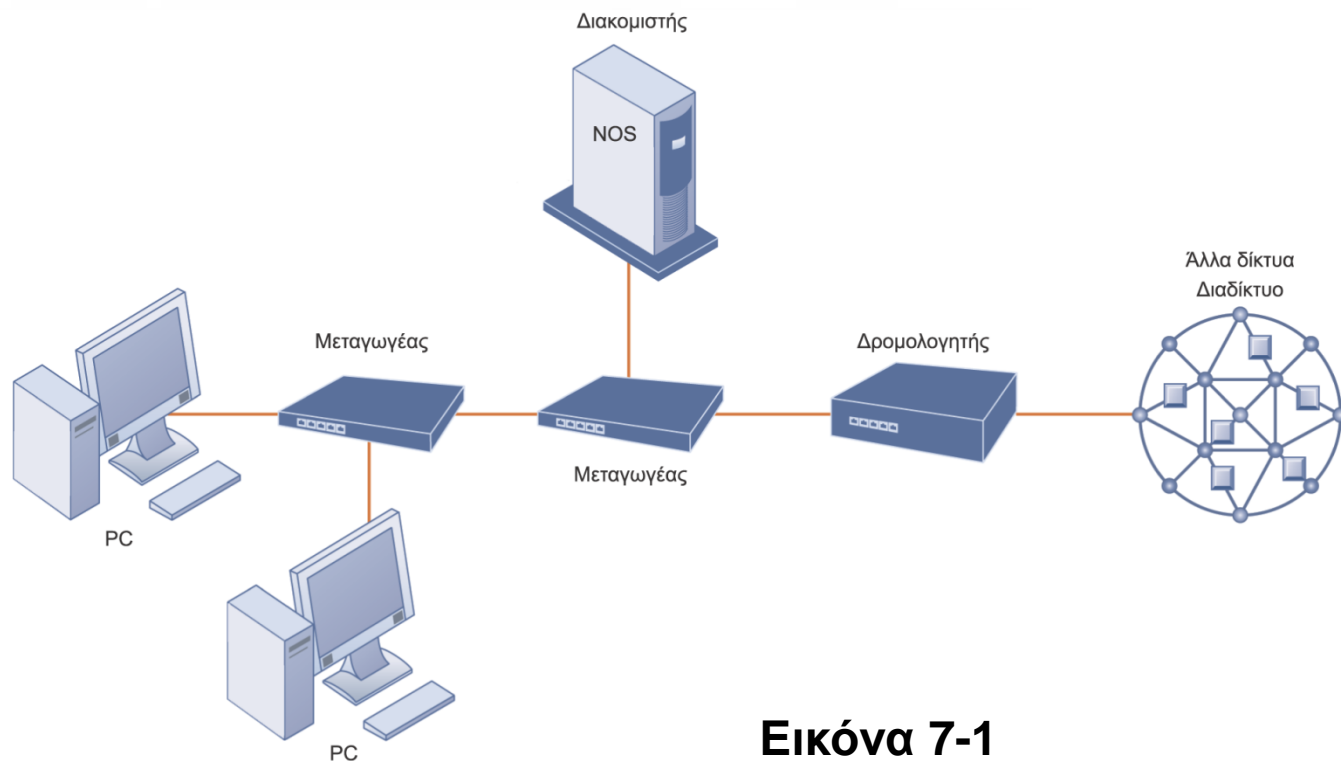 Διακομιστής
NOS
Άλλα δίκτυα
Διαδίκτυο
Μεταγωγέας
Δρομολογητής
Μεταγωγέας
PC
PC
Εικόνα 7-1